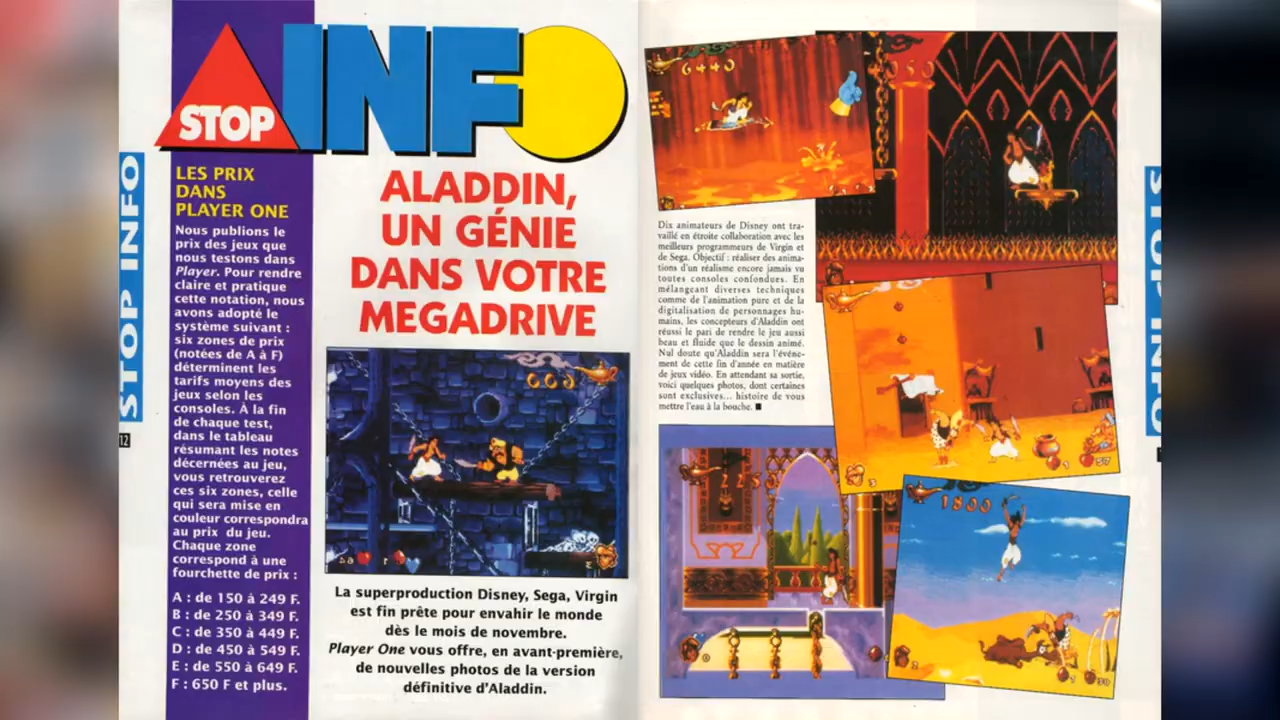 STOP INFO
STOP INFO
12
LES PRIX
DANS
PLAYER ONE
Nous publions le
prix des jeux que
nous testons dans
Player. Pour rendre
claire et pratique
cette notation, nous
avons adopté le
système suivant :
six zones de prix
(notées de A à F)
déterminent les
tarifs moyens des
jeux selon les
consoles. À la fin
de chaque test,
dans le tableau
résumant les notes
décernées au jeu,
vous retrouverez
ces six zones, celle
qui sera mise en
couleur correspondra
au prix du jeu.
Chaque zone
correspond à une
fourchette de prix :
A : de 150 à 249 F.
B : de 250 à 349 F.
C : de 350 à 449 F.
D : de 450 à 549 F.
E : de 550 à 649 F.
F : 650 F et plus.
ALADDIN,
UN GÉNIE
DANS VOTRE
MEGADRIVE
La superproduction Disney, Sega, Virgin
est fin prête pour envahir le monde
dès le mois de novembre.
Player One vous offre, en avant-première,
de nouvelles photos de la version
définitive d'Aladdin.
Dix animateurs de Disney ont tra-
vaillé en étroite collaboration avec les
meilleurs programmeurs de Virgin et
de Sega. Objectif : réaliser des anima-
tions d'un réalisme encore jamais vu
toutes consoles confondues. En
mélangeant diverses techniques
comme de l'animation pure et de la
digitalisation de personnages hu-
mains, les concepteurs d'Aladdin ont
réussi le pari de rendre le jeu aussi
beau et fluide que le dessin animé.
Nul doute qu'Aladdin sera l'événe-
ment de cette fin d'année en matière
de jeux vidéo. En attendant sa sortie,
voici quelques photos, dont certaines
sont exclusives... histoire de vous
mettre l'eau à la bouche.
225
1800
STOP INFO